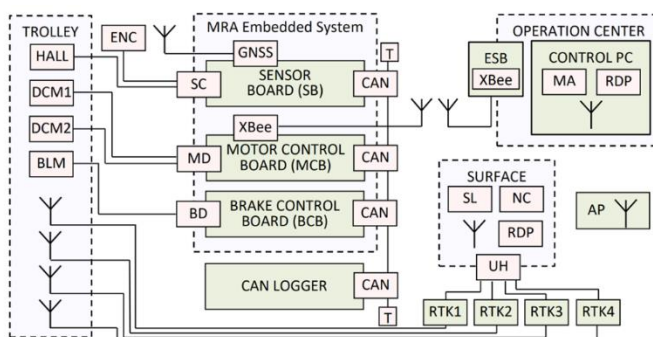 TROLLEY
HALL
DCM1
DCM2
BLM
ENC
MRA Embedded System
GNSS
SC
SENSOR
BOARD (SB)
CAN
T
XBee
MD
MOTOR CONTROL
BOARD (MCB)
CAN
BD
BRAKE CONTROL
BOARD (BCB)
CAN
CAN LOGGER
CAN
T
OPERATION CENTER
ESB
XBee
CONTROL PC
MA
RDP
SURFACE
SL
NC
RDP
UH
AP
RTK1
RTK2
RTK3
RTK4